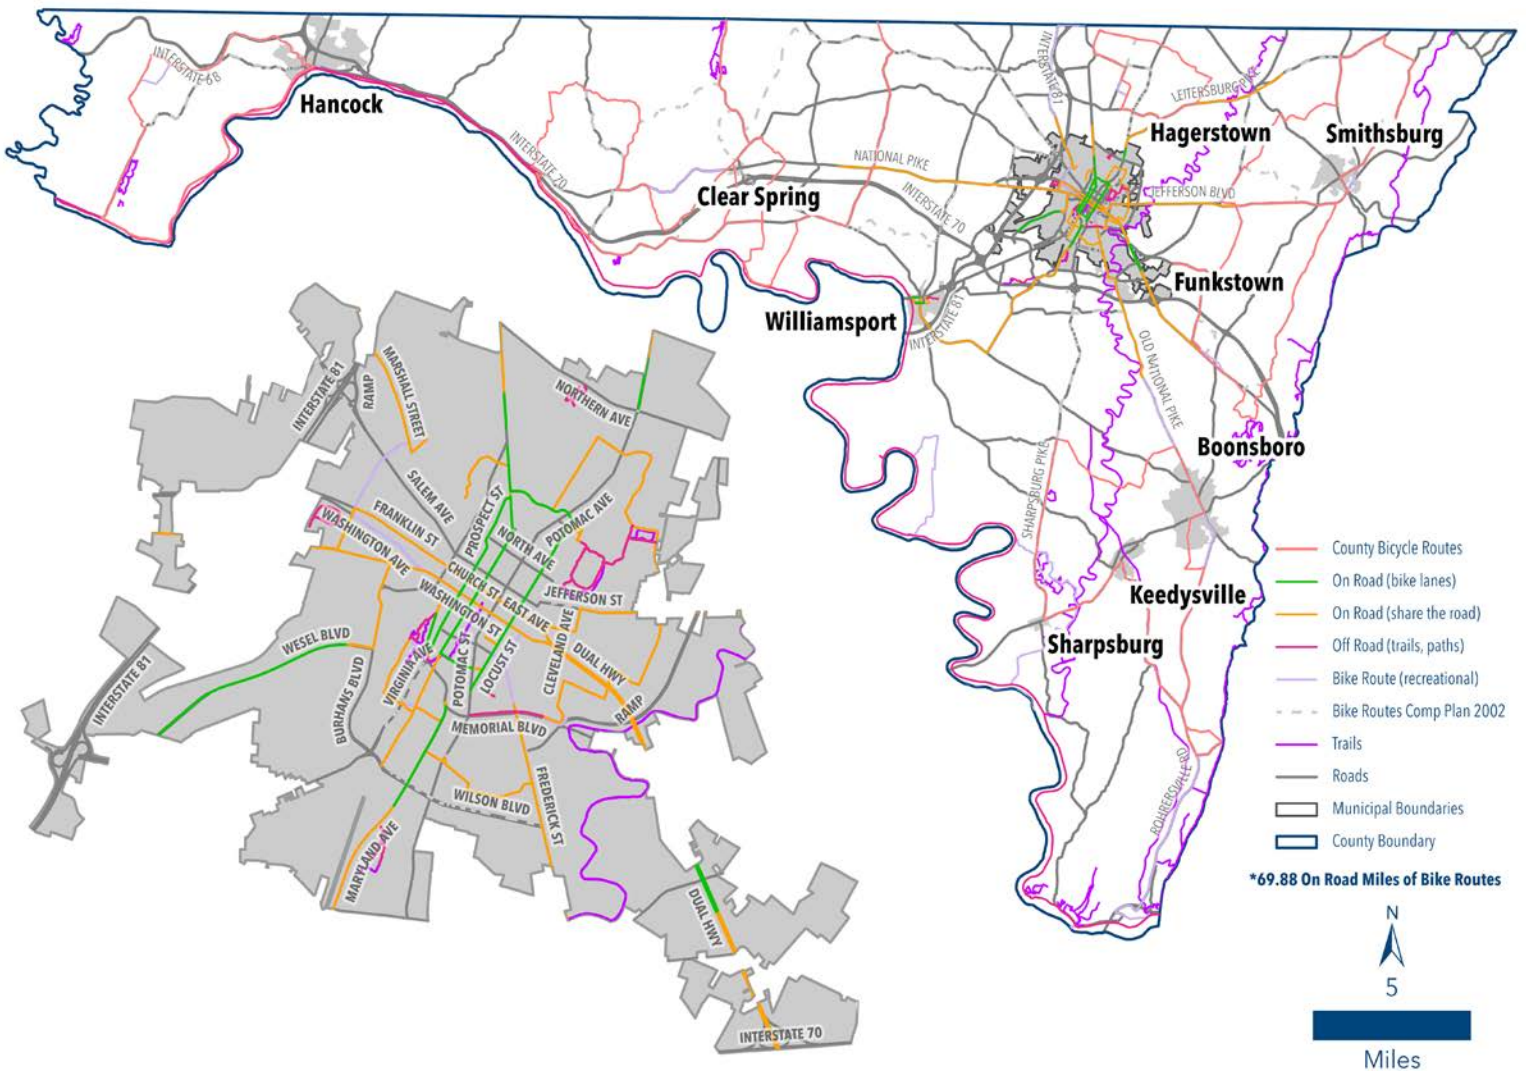 INTERSTATE 68
Hancock
INTERSTATE 70
Clear Spring
NATIONAL PIKE
INTERSTATE 70
INTERSTATE 81
LEITERSBURG PIKE
Hagerstown
Smithsburg
JEFFERSON BLVD
Funkstown
Williamsport
INTERSTATE 81
OLD NATIONAL PIKE
Boonsboro
SHARPSBURG PIKE
Keedysville
Sharpsburg
ROHRERSVILLE RD
INTERSTATE 81
RAMP
MARSHALL STREET
NORTHERN AVE
SALEM AVE
PROSPECT ST
POTOMAC AVE
FRANKLIN ST
WASHINGTON AVE
NORTH AVE
CHURCH ST
EAST AVE
JEFFERSON ST
WASHINGTON ST
CLEVELAND AVE
DUAL HWY
WESEL BLVD
BURHANS BLVD
VIRGINIA AVE
POTOMAC ST
LOCUST ST
RAMP
INTERSTATE 81
MEMORIAL BLVD
WILSON BLVD
FREDERICK ST
MARYLAND AVE
DUAL HWY
INTERSTATE 70
County Bicycle Routes
On Road (bike lanes)
On Road (share the road)
Off Road (trails, paths)
Bike Route (recreational)
Bike Routes Comp Plan 2002
Trails
Roads
Municipal Boundaries
County Boundary
*69.88 On Road Miles of Bike Routes
N
5
Miles